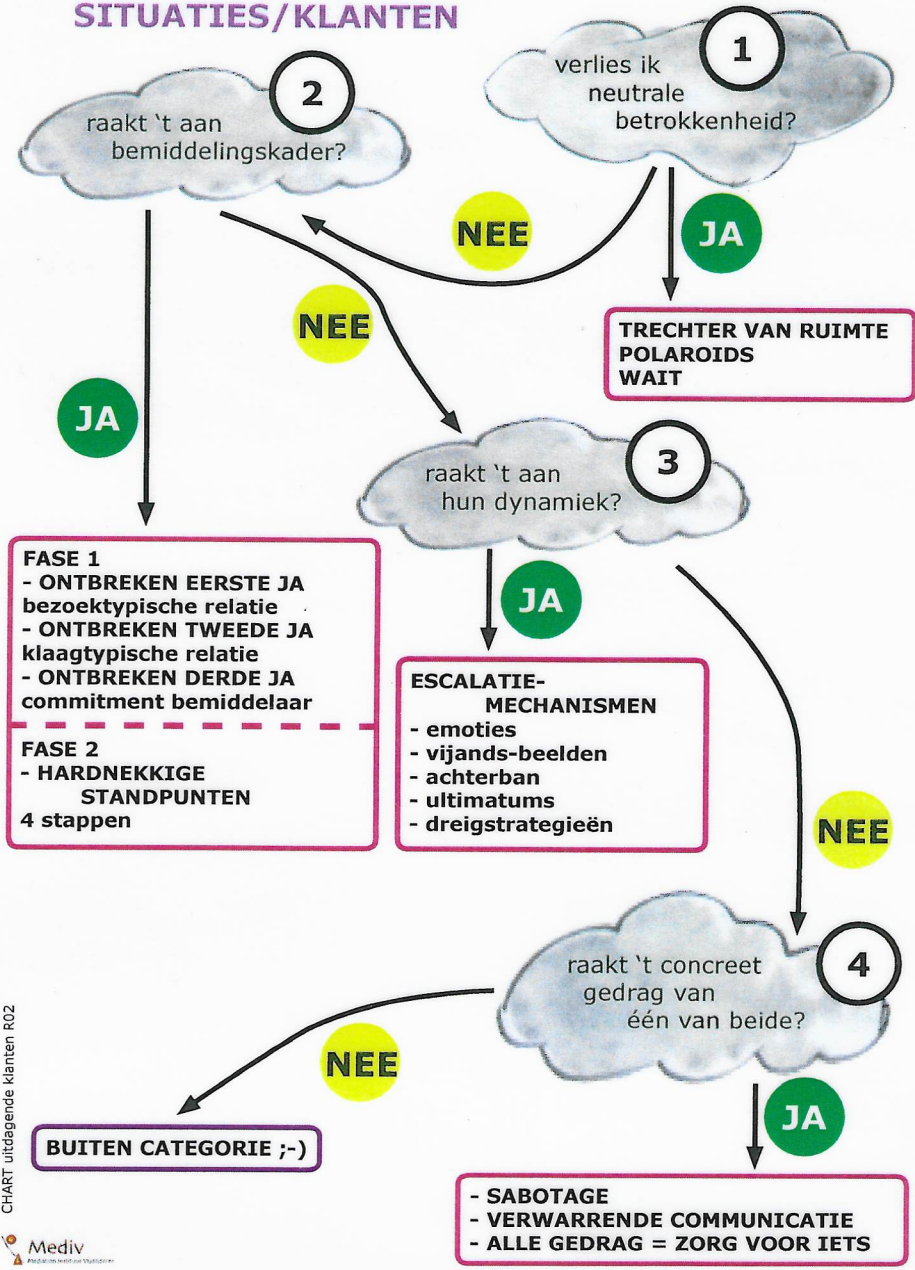 SITUATIES/KLANTEN
1
verlies ik
neutrale
betrokkenheid?
NEE
JA
TRECHTER VAN RUIMTE
POLAROIDS
WAIT
2
raakt ‘t aan
bemiddelingskader?
JA
NEE
FASE 1
- ONTBREKEN EERSTE JA
bezoektypische relatie
- ONTBREKEN TWEEDE JA
klaagtypische relatie
- ONTBREKEN DERDE JA
commitment bemiddelaar
FASE 2
- HARDNEKKIGE
STANDPUNTEN
4 stappen
3
raakt ‘t aan
hun dynamiek?
JA
NEE
ESCALATIE-
MECHANISMEN
- emoties
- vijands-beelden
- achterban
- ultimatums
- dreigstrategieën
4
raakt ‘t concreet
gedrag van
één van beide?
NEE
JA
BUITEN CATEGORIE ;-)
- SABOTAGE
- VERWARRENDE COMMUNICATIE
- ALLE GEDRAG = ZORG VOOR IETS
CHART uitdagende klanten R02
Mediv